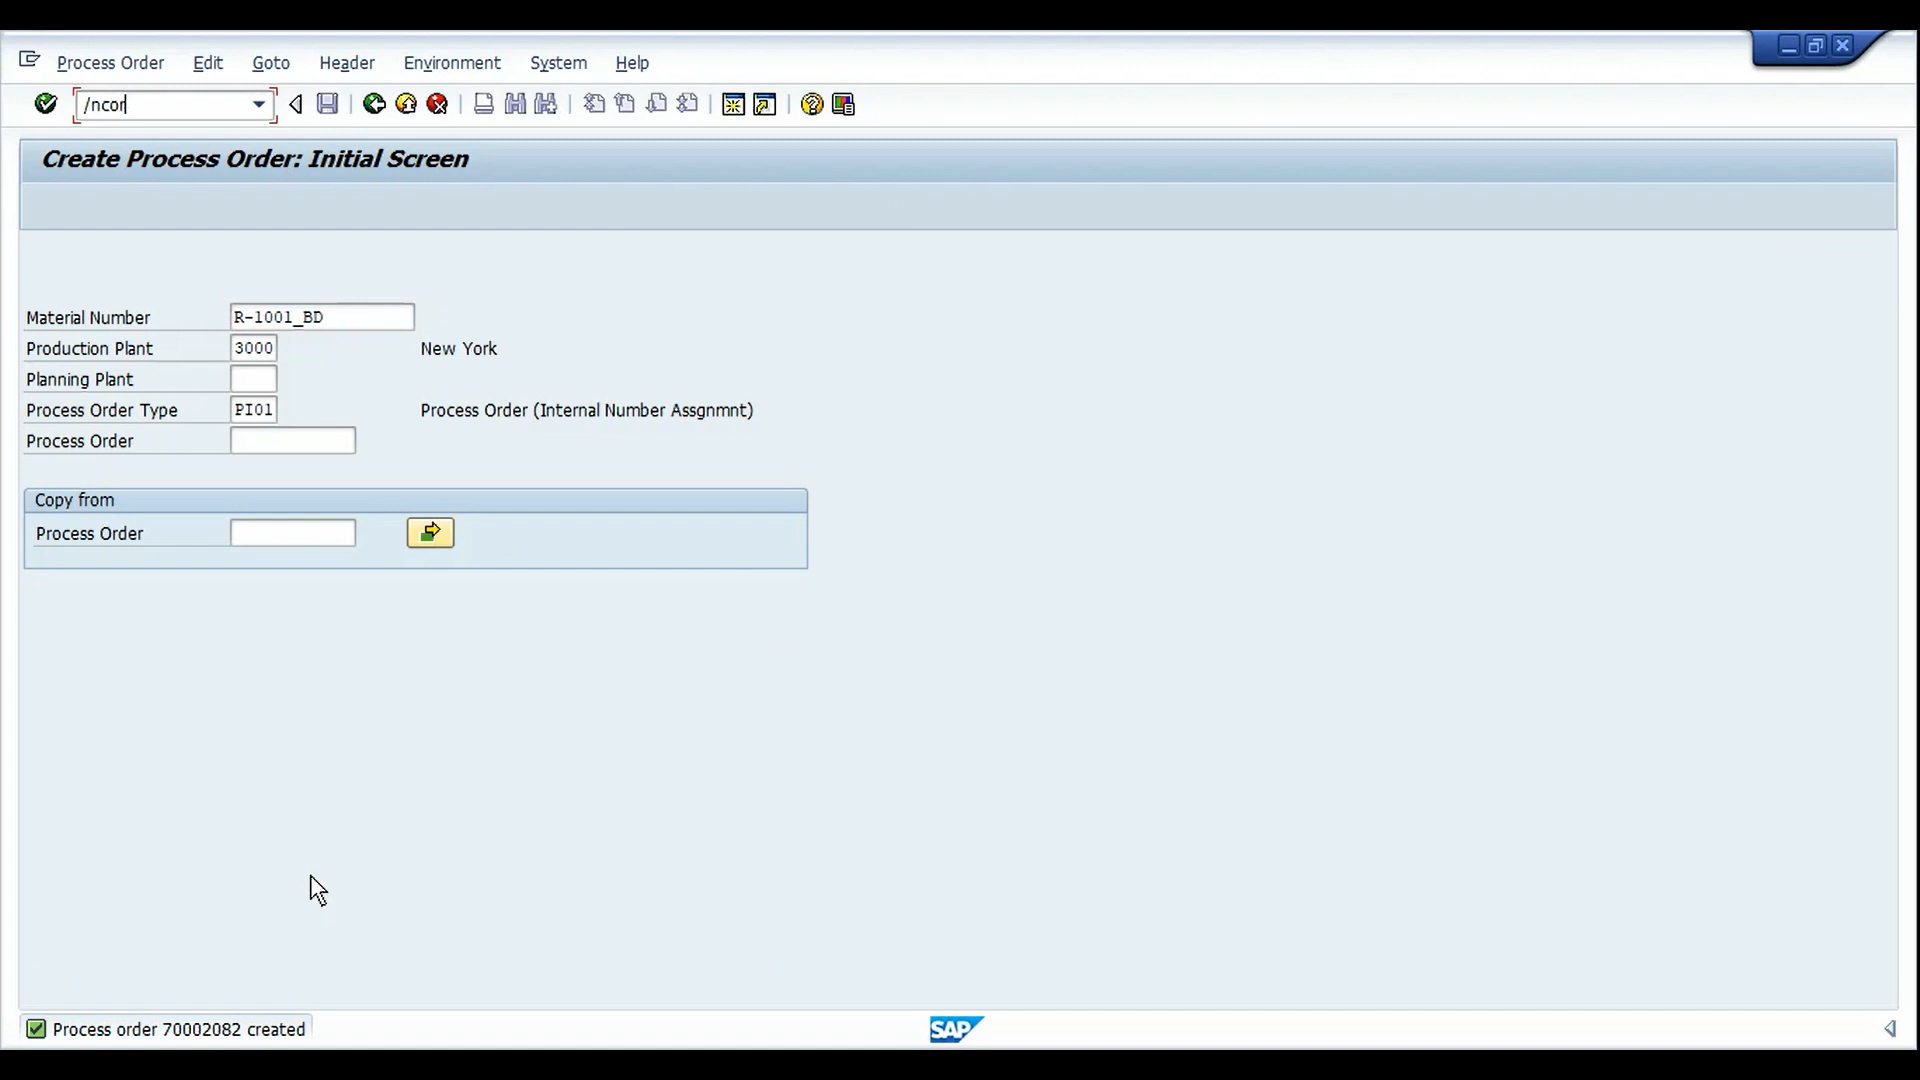 Process Order Edit Goto Header Environment System Help
/ncor
Create Process Order: Initial Screen
Material Number R-1001_BD
Production Plant 3000 New York
Planning Plant
Process Order Type PI01 Process Order (Internal Number Assgnmnt)
Process Order
Copy from
Process Order
Process order 70002082 created
SAP